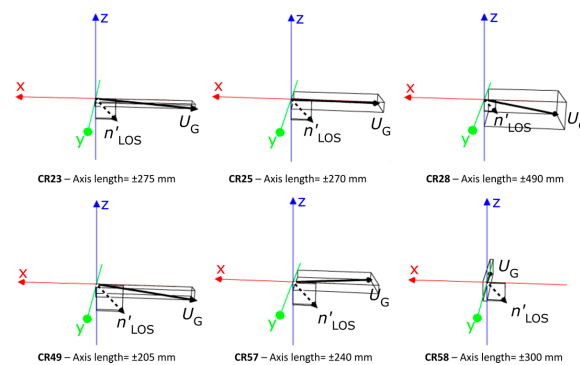 z
x
y
n'LOS
UG
CR23 – Axis length= ±275 mm
z
x
y
n'LOS
UG
CR25 – Axis length= ±270 mm
z
x
y
n'LOS
UG
CR28 – Axis length= ±490 mm
z
x
y
n'LOS
UG
CR49 – Axis length= ±205 mm
z
x
y
n'LOS
UG
CR57 – Axis length= ±240 mm
z
x
y
UG
n'LOS
CR58 – Axis length= ±300 mm